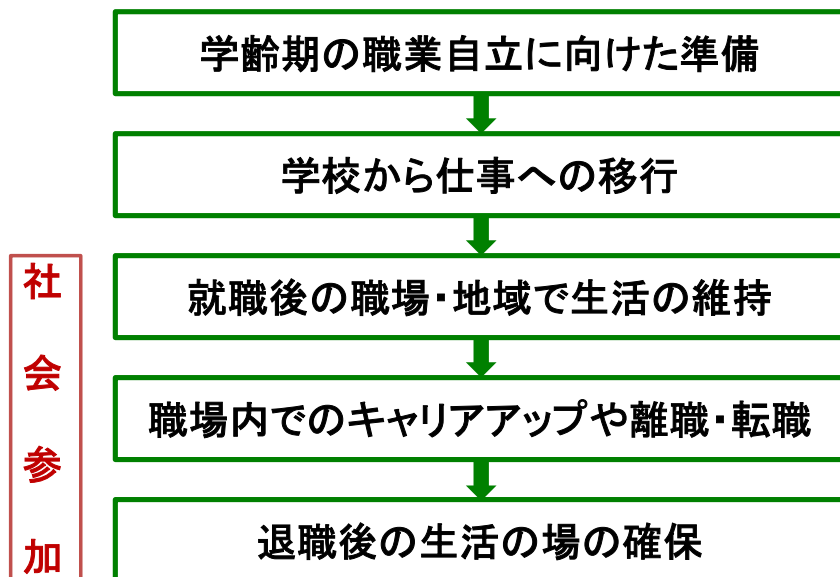 学齢期の職業自立に向けた準備
学校から仕事への移行
就職後の職場・地域で生活の維持
職場内でのキャリアアップや離職・転職
退職後の生活の場の確保
社会参加